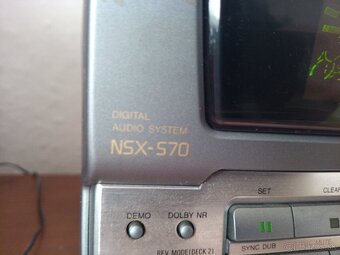 DIGITAL
AUDIO SYSTEM
NSX-S70
SET
CLEAR
DEMO
DOLBY NR
SYNC DUB
REV MODE(DECK 2)